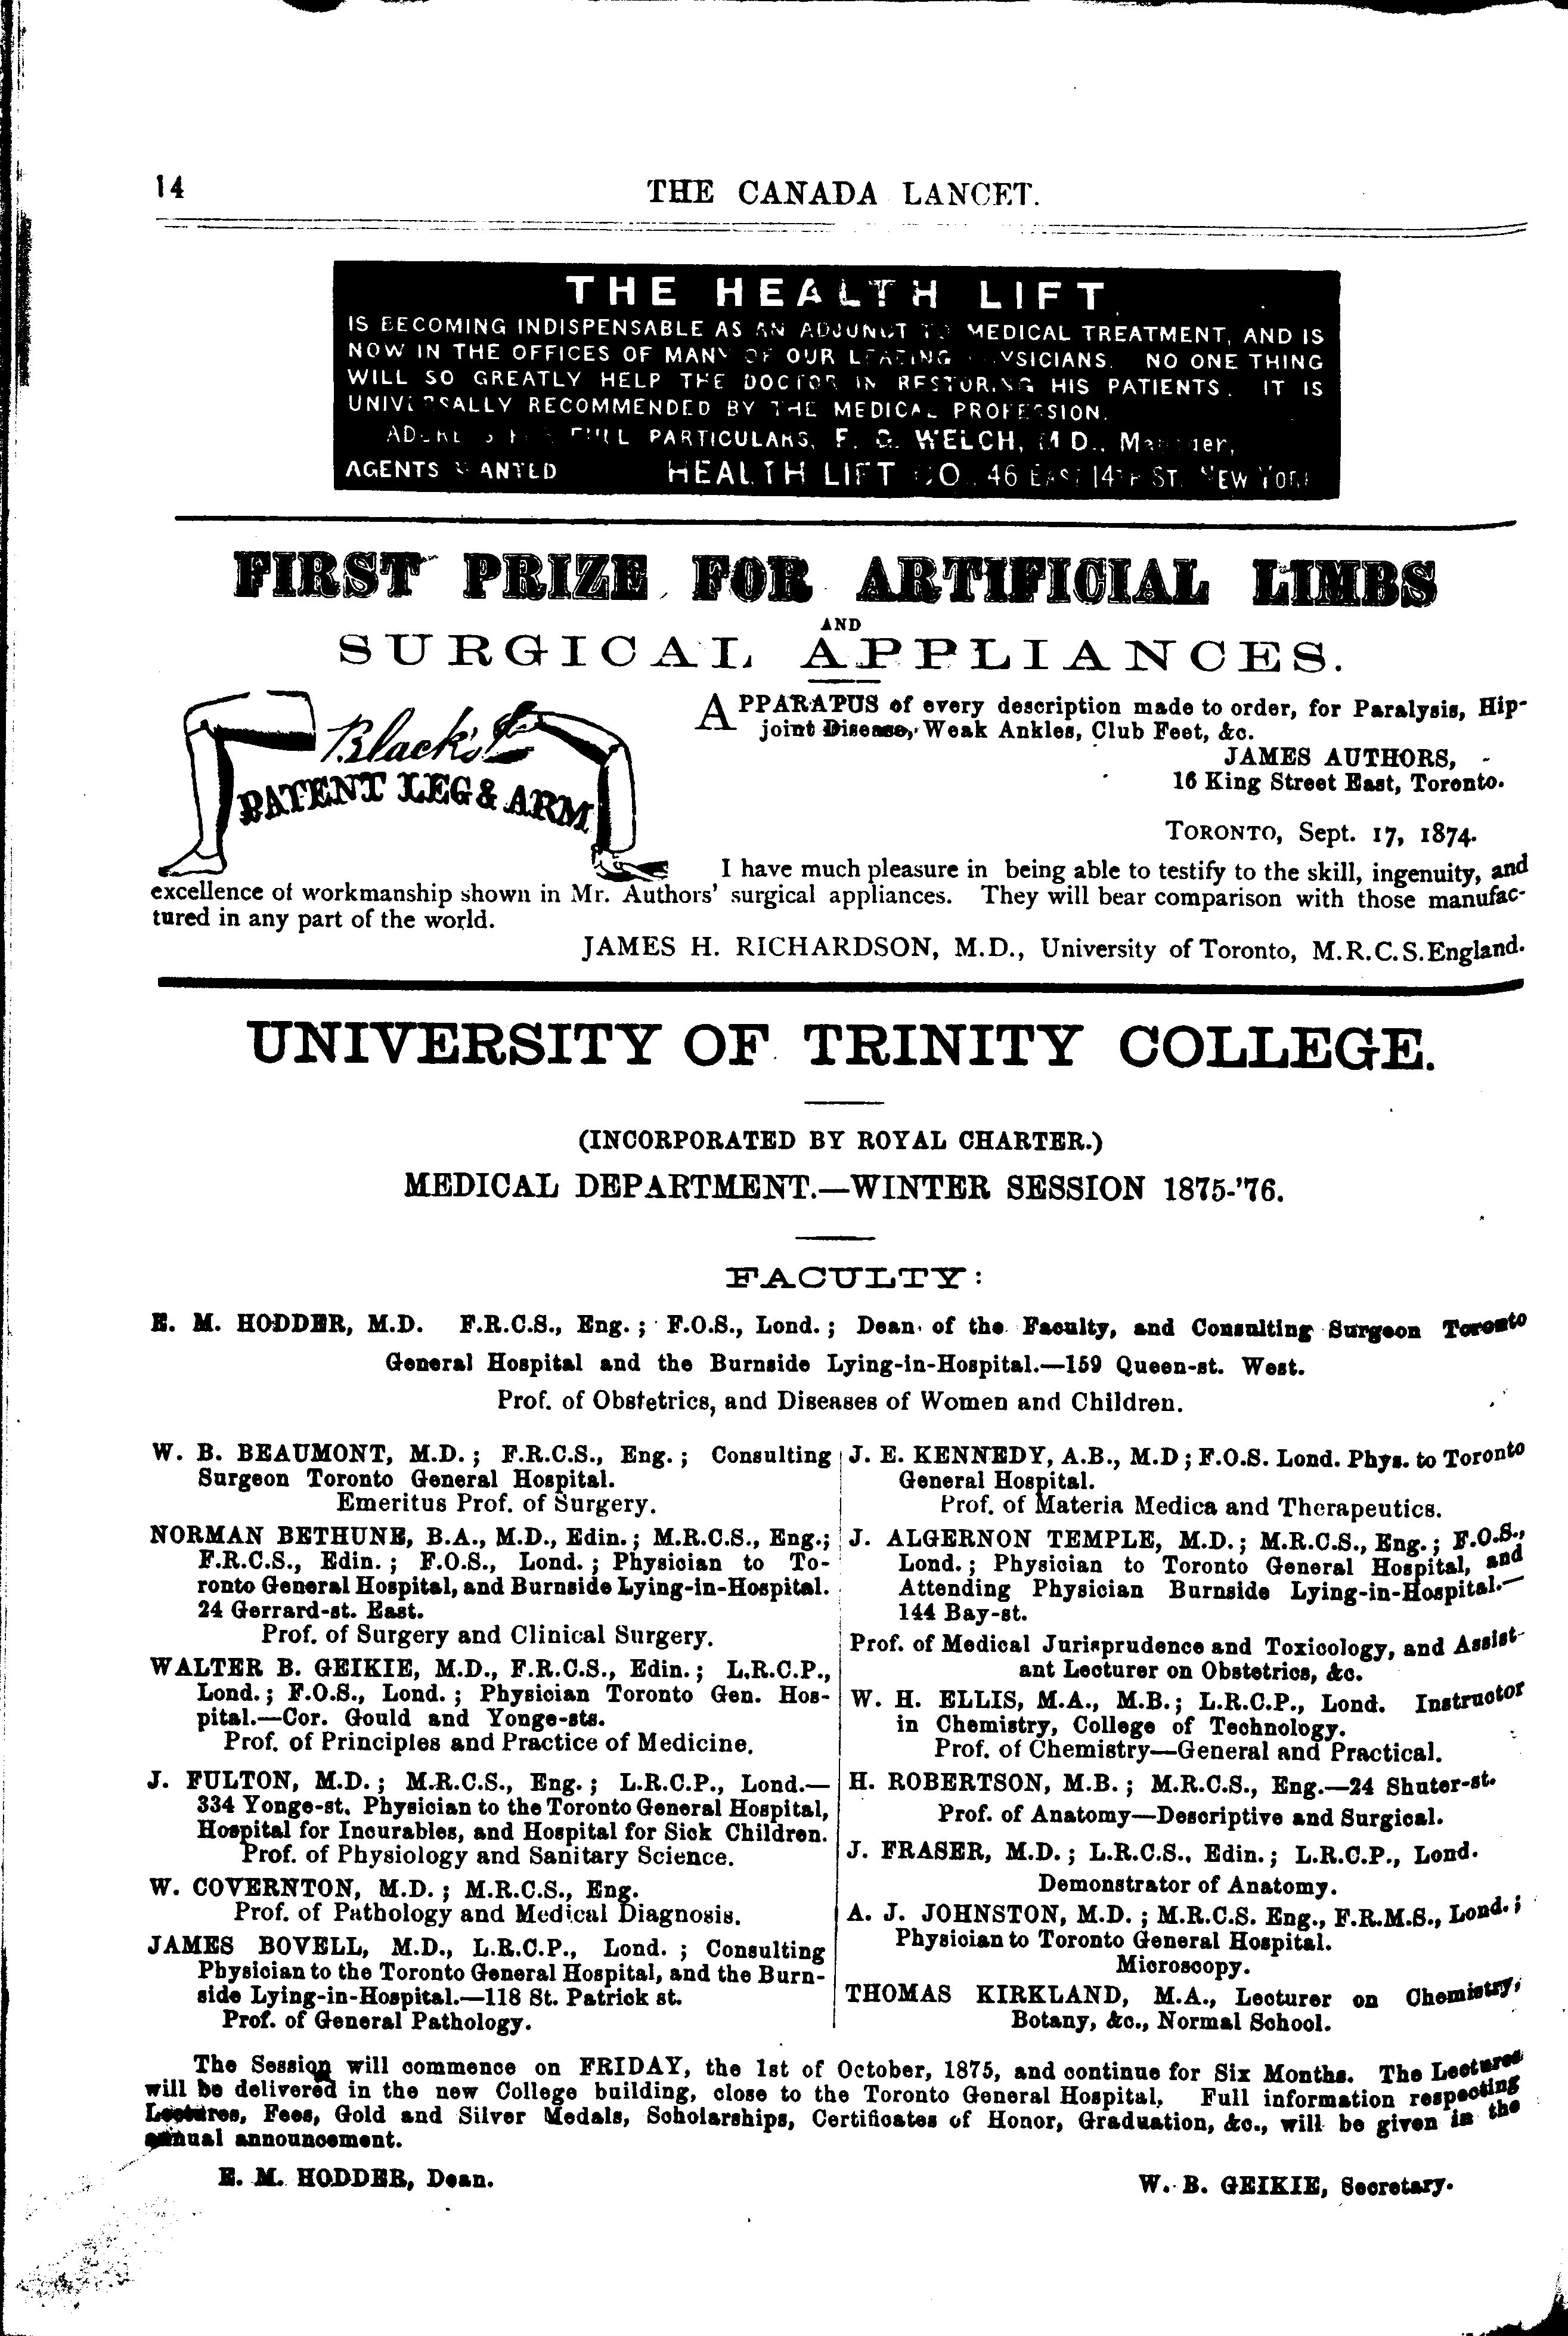 14
THE CANADA LANCET.
THE HEALTH LIFT
IS BECOMING INDISPENSABLE AS AN ADJUNCT TO MEDICAL TREATMENT, AND IS
NOW IN THE OFFICES OF MANY OF OUR LEADING PHYSICIANS. NO ONE THING
WILL SO GREATLY HELP THE DOCTOR IN RESTORING HIS PATIENTS. IT IS
UNIVERSALLY RECOMMENDED BY THE MEDICAL PROFESSION.
FULL PARTICULARS, F. G. WELCH, M.D., Manager,
AGENTS WANTED HEALTH LIFT CO., 46 EAST 14TH ST. NEW YORK
FIRST PRIZE FOR ARTIFICIAL LIMBS
AND
SURGICAL APPLIANCES.
Black's
PATENT LEG & ARM
APPARATUS of every description made to order, for Paralysis, Hip-
joint Disease, Weak Ankles, Club Feet, &c.
JAMES AUTHORS,
16 King Street East, Toronto.
TORONTO, Sept. 17, 1874.
I have much pleasure in being able to testify to the skill, ingenuity, and
excellence of workmanship shown in Mr. Authors' surgical appliances. They will bear comparison with those manufac-
tured in any part of the world.
JAMES H. RICHARDSON, M.D., University of Toronto, M.R.C.S.England.
UNIVERSITY OF TRINITY COLLEGE.
(INCORPORATED BY ROYAL CHARTER.)
MEDICAL DEPARTMENT.—WINTER SESSION 1875-'76.
FACULTY:
E. M. HODDER, M.D. F.R.C.S., Eng.; F.O.S., Lond.; Dean of the Faculty, and Consulting Surgeon Toronto
General Hospital and the Burnside Lying-in-Hospital.—159 Queen-st. West.
Prof. of Obstetrics, and Diseases of Women and Children.
W. B. BEAUMONT, M.D.; F.R.C.S., Eng.; Consulting
Surgeon Toronto General Hospital.
Emeritus Prof. of Surgery.
NORMAN BETHUNE, B.A., M.D., Edin.; M.R.C.S., Eng.;
F.R.C.S., Edin.; F.O.S., Lond.; Physician to To-
ronto General Hospital, and Burnside Lying-in-Hospital.
24 Gerrard-st. East.
Prof. of Surgery and Clinical Surgery.
WALTER B. GEIKIE, M.D., F.R.C.S., Edin.; L.R.C.P.,
Lond.; F.O.S., Lond.; Physician Toronto Gen. Hos-
pital.—Cor. Gould and Yonge-sts.
Prof. of Principles and Practice of Medicine.
J. FULTON, M.D.; M.R.C.S., Eng.; L.R.C.P., Lond.—
334 Yonge-st. Physician to the Toronto General Hospital,
Hospital for Incurables, and Hospital for Sick Children.
Prof. of Physiology and Sanitary Science.
W. COVERNTON, M.D.; M.R.C.S., Eng.
Prof. of Pathology and Medical Diagnosis.
JAMES BOVELL, M.D., L.R.C.P., Lond.; Consulting
Physician to the Toronto General Hospital, and the Burn-
side Lying-in-Hospital.—118 St. Patrick st.
Prof. of General Pathology.
J. E. KENNEDY, A.B., M.D; F.O.S. Lond. Phys. to Toronto
General Hospital.
Prof. of Materia Medica and Therapeutics.
J. ALGERNON TEMPLE, M.D.; M.R.C.S., Eng.; F.O.S.,
Lond.; Physician to Toronto General Hospital, and
Attending Physician Burnside Lying-in-Hospital.—
144 Bay-st.
Prof. of Medical Jurisprudence and Toxicology, and Assist-
ant Lecturer on Obstetrics, &c.
W. H. ELLIS, M.A., M.B.; L.R.C.P., Lond. Instructor
in Chemistry, College of Technology.
Prof. of Chemistry—General and Practical.
H. ROBERTSON, M.B.; M.R.C.S., Eng.—24 Shuter-st.
Prof. of Anatomy—Descriptive and Surgical.
J. FRASER, M.D.; L.R.C.S., Edin.; L.R.C.P., Lond.
Demonstrator of Anatomy.
A. J. JOHNSTON, M.D.; M.R.C.S. Eng., F.R.M.S., Lond.;
Physician to Toronto General Hospital.
Microscopy.
THOMAS KIRKLAND, M.A., Lecturer on Chemistry,
Botany, &c., Normal School.
The Session will commence on FRIDAY, the 1st of October, 1875, and continue for Six Months. The Lectures
will be delivered in the new College building, close to the Toronto General Hospital. Full information respecting
Lectures, Fees, Gold and Silver Medals, Scholarships, Certificates of Honor, Graduation, &c., will be given in the
annual announcement.
E. M. HODDER, Dean.
W. B. GEIKIE, Secretary.